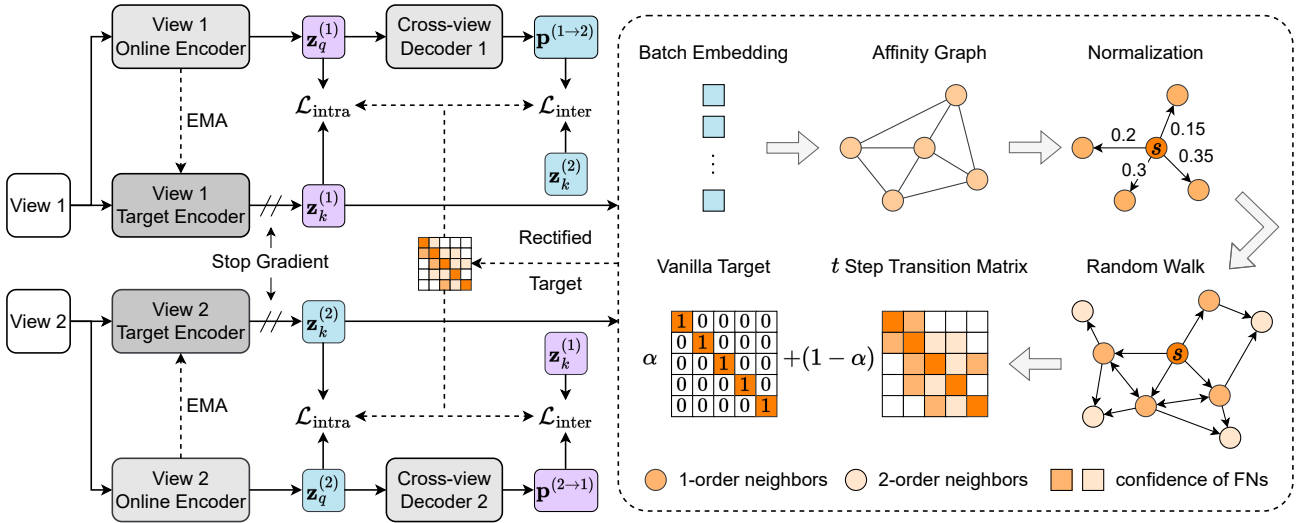 View 1
Online Encoder
z_q^{(1)}
Cross-view
Decoder 1
p^{(1→2)}
ℒ_intra
ℒ_inter
EMA
z_k^{(2)}
View 1
View 1
Target Encoder
z_k^{(1)}
Stop Gradient
Rectified
Target
View 2
View 2
Target Encoder
z_k^{(2)}
z_k^{(1)}
EMA
ℒ_intra
ℒ_inter
View 2
Online Encoder
z_q^{(2)}
Cross-view
Decoder 2
p^{(2→1)}
Batch Embedding
Affinity Graph
Normalization
0.2
0.15
s
0.3
0.35
Vanilla Target
t Step Transition Matrix
Random Walk
α
1 0 0 0 0
0 1 0 0 0
0 0 1 0 0
0 0 0 1 0
0 0 0 0 1
+(1 − α)
s
1-order neighbors
2-order neighbors
confidence of FNs